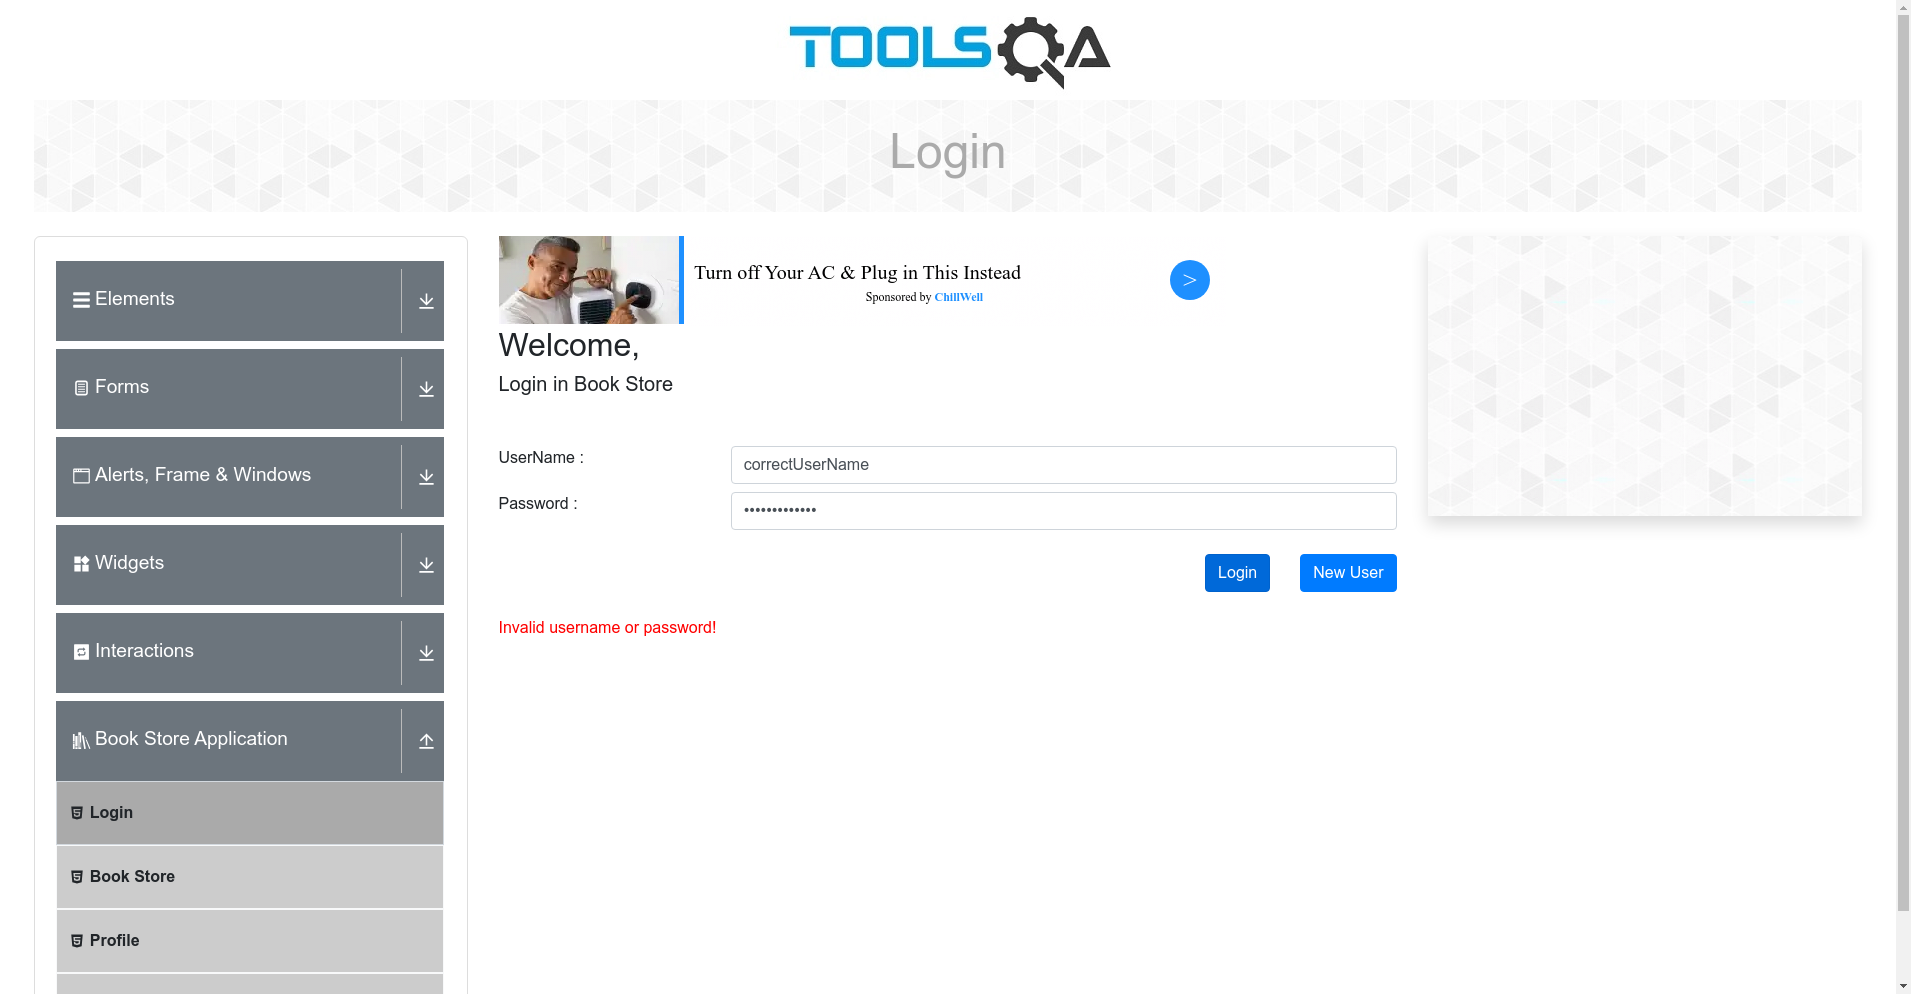 TOOLSQA
Login
Elements
Forms
Alerts, Frame & Windows
Widgets
Interactions
Book Store Application
Login
Book Store
Profile
Turn off Your AC & Plug in This Instead
Sponsored by ChillWell
>
Welcome,
Login in Book Store
UserName :
correctUserName
Password :
•••••••••••••
Login
New User
Invalid username or password!